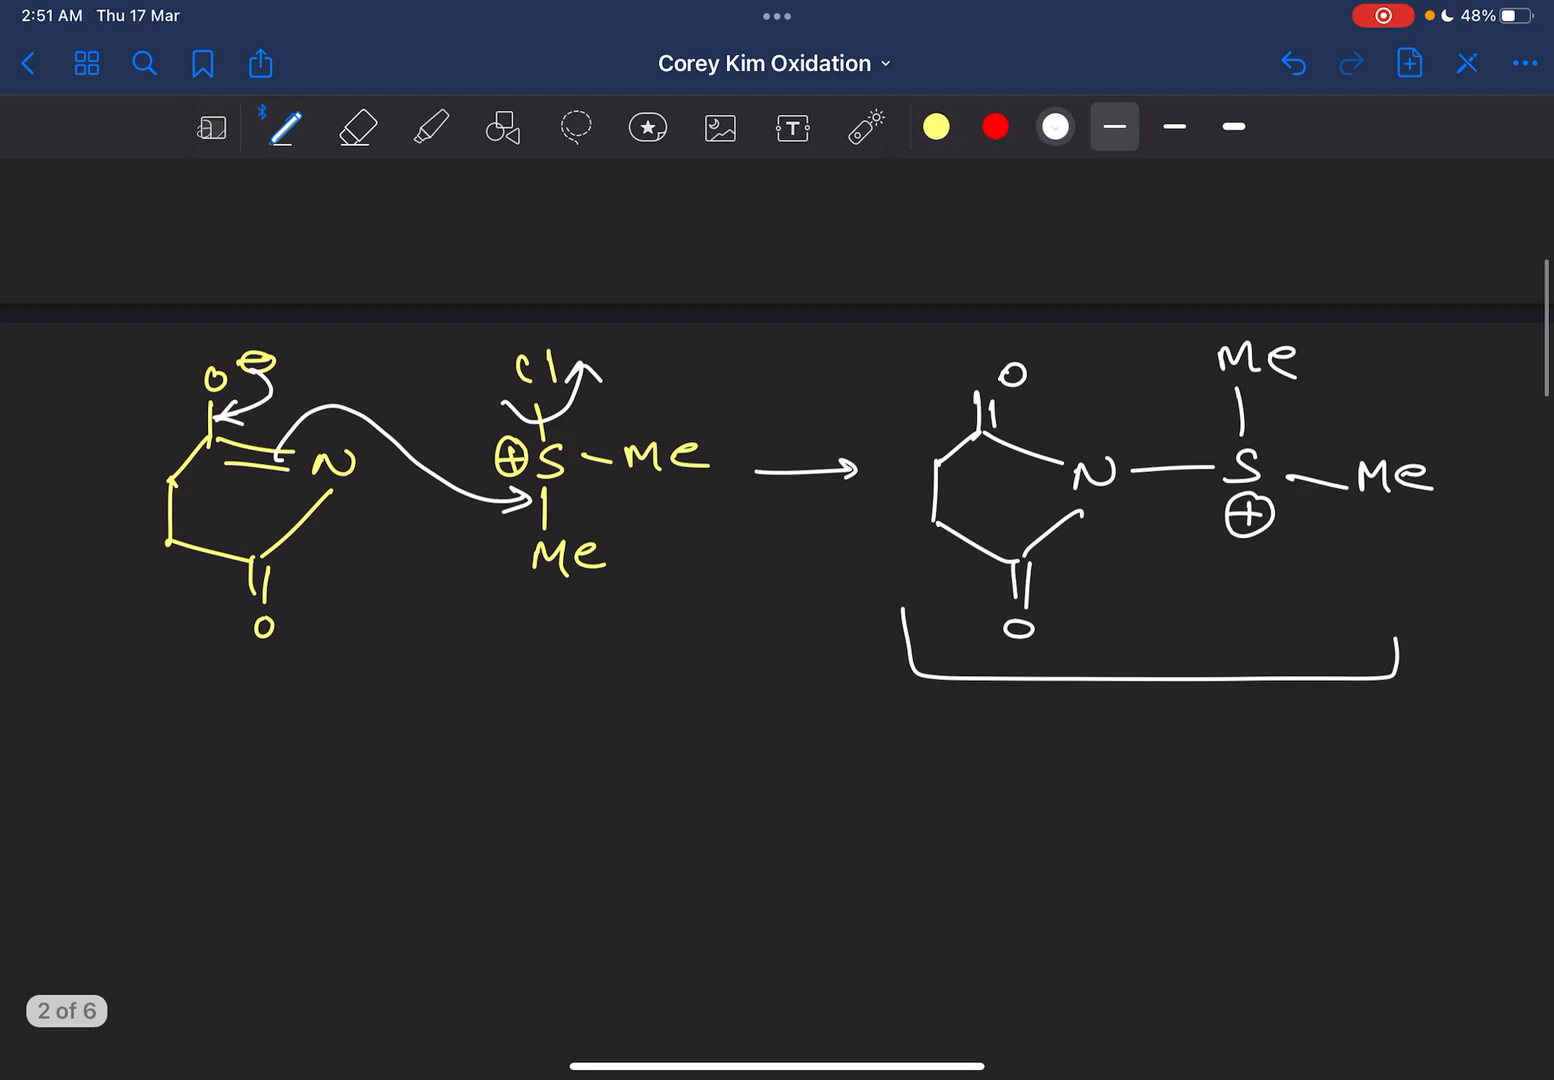 2:51 AM Thu 17 Mar
48%
Corey Kim Oxidation
T
O ⊖
Cl
O
Me
N
⊕ S - Me
N — S — Me
⊕
Me
O
O
2 of 6